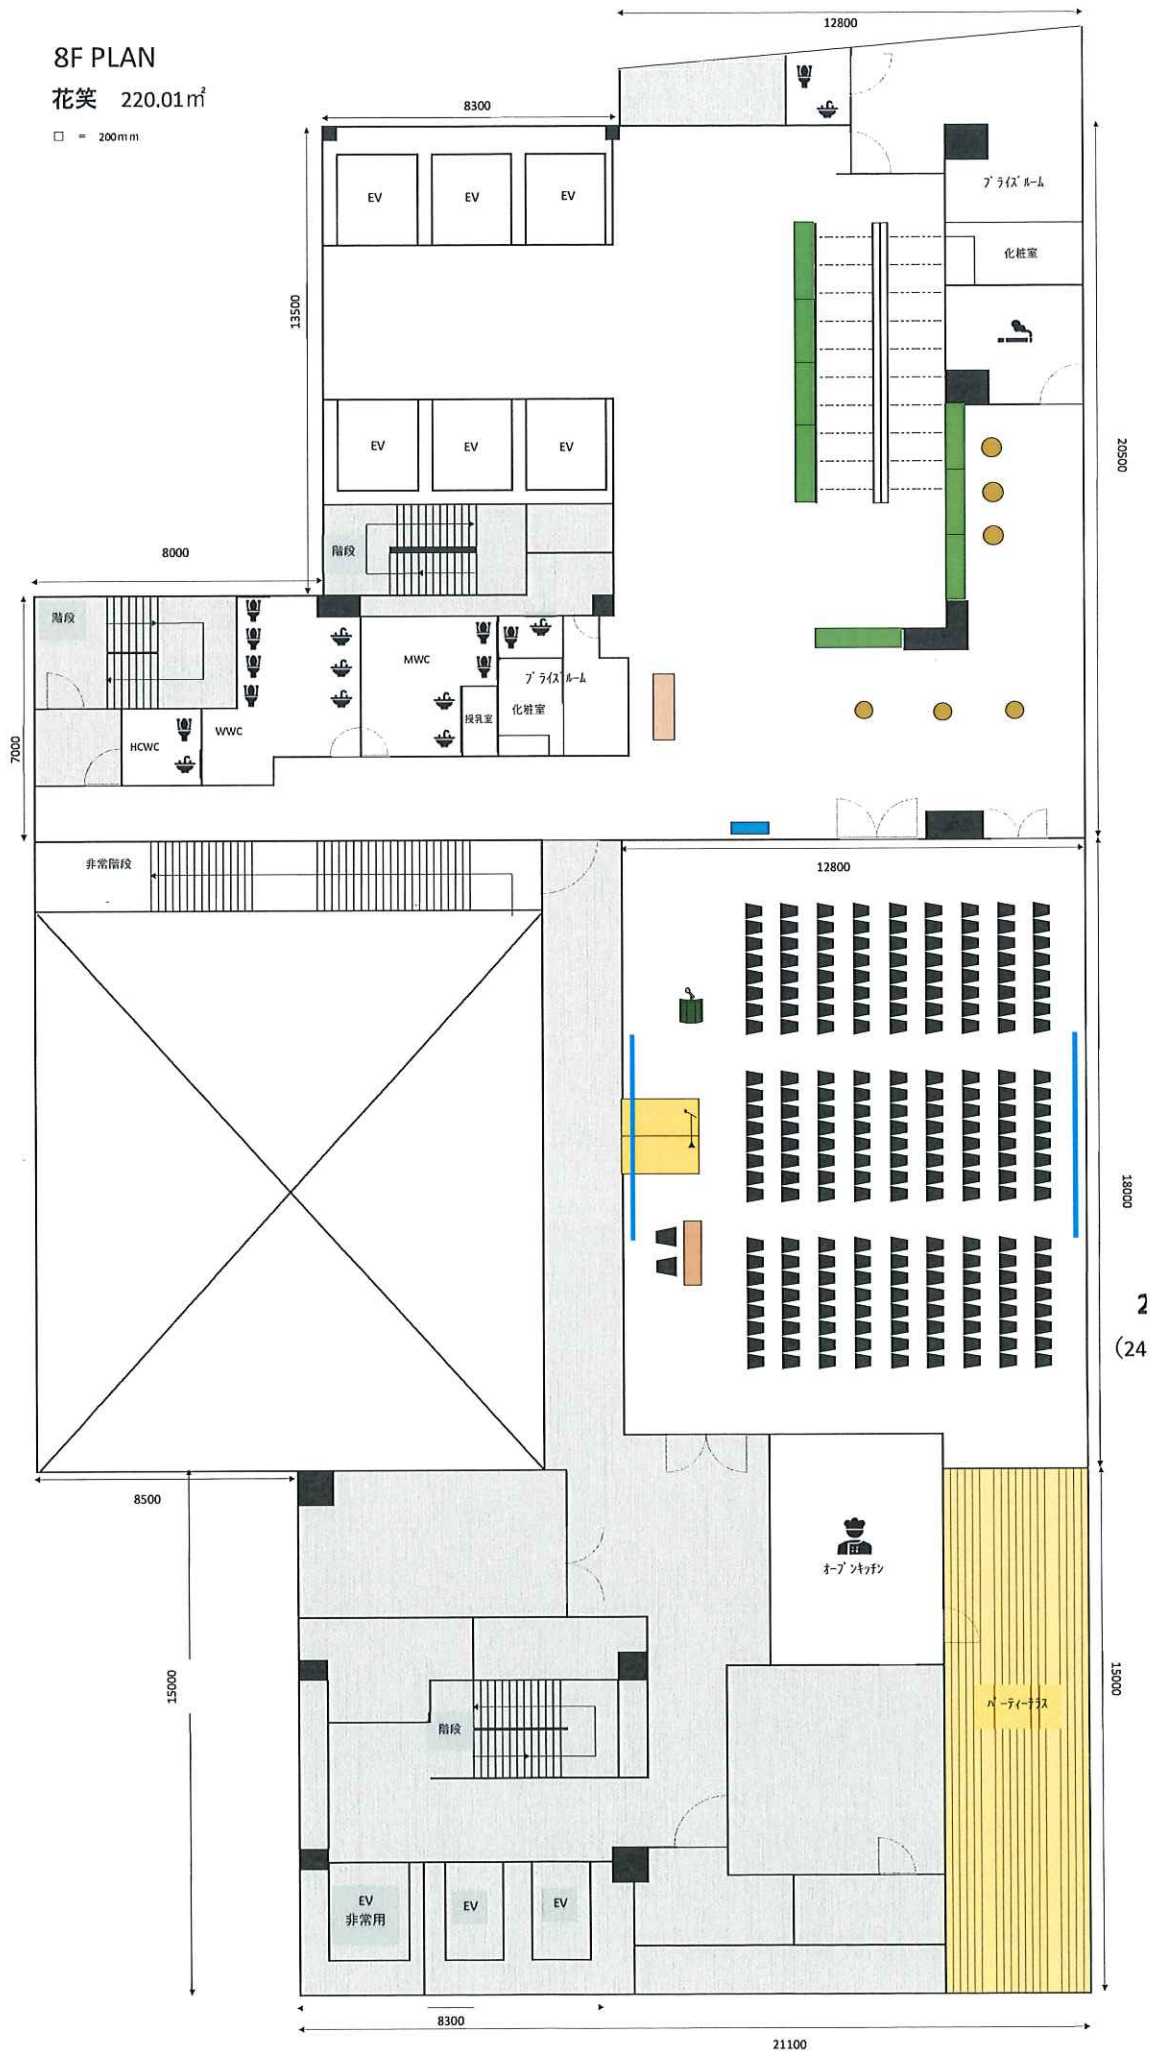 12800
8F PLAN
花笑 220.01㎡
□ = 200mm
8300
EV
EV
EV
ﾌﾞﾗｲｽﾞﾙｰﾑ
化粧室
13500
EV
EV
EV
20500
8000
階段
階段
MWC
ﾌﾞﾗｲｽﾞﾙｰﾑ
化粧室
授乳室
HCWC
WWC
7000
非常階段
12800
18000
2
（24
8500
ｵｰﾌﾟﾝｷｯﾁﾝ
15000
15000
ﾊﾟｰﾃｨｰﾃﾗｽ
階段
EV
非常用
EV
EV
8300
21100